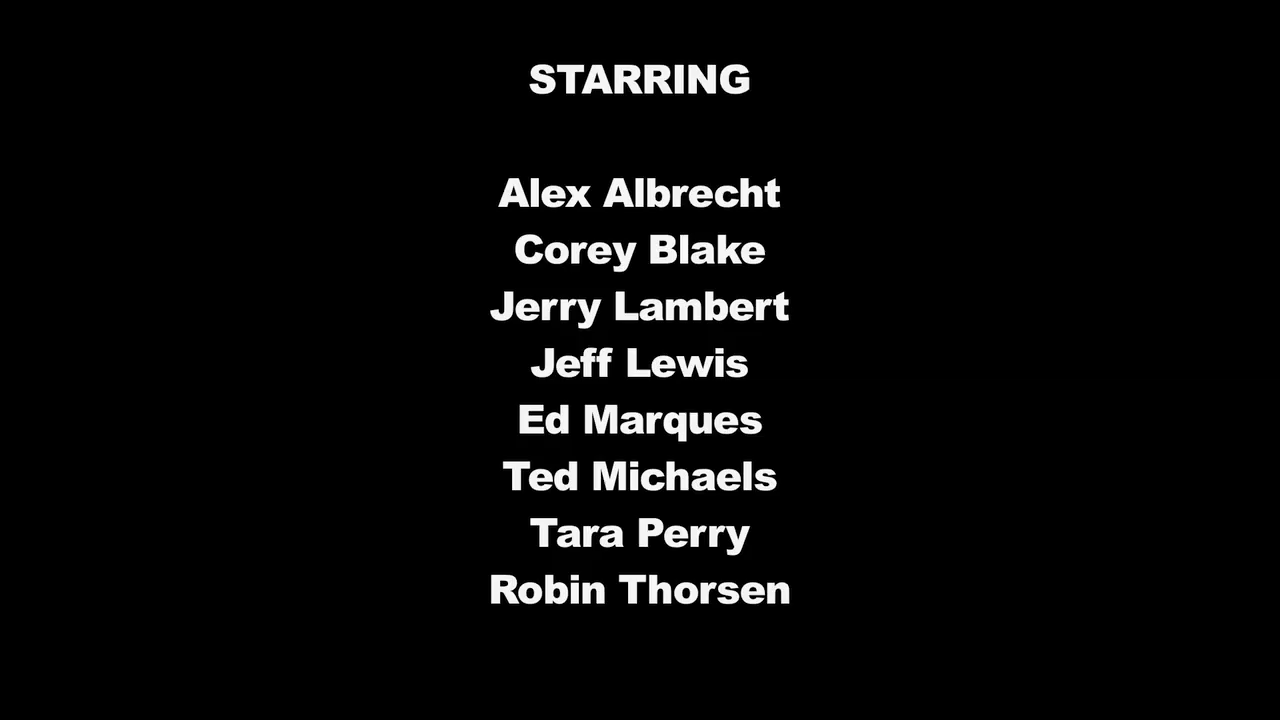 STARRING
Alex Albrecht
Corey Blake
Jerry Lambert
Jeff Lewis
Ed Marques
Ted Michaels
Tara Perry
Robin Thorsen